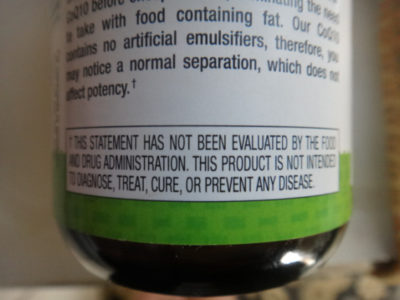 CoQ10 before
to take with food containing fat. Our CoQ10
contains no artificial emulsifiers, therefore, you
may notice a normal separation, which does not
affect potency.†
† THIS STATEMENT HAS NOT BEEN EVALUATED BY THE FOOD
AND DRUG ADMINISTRATION. THIS PRODUCT IS NOT INTENDED
TO DIAGNOSE, TREAT, CURE, OR PREVENT ANY DISEASE.